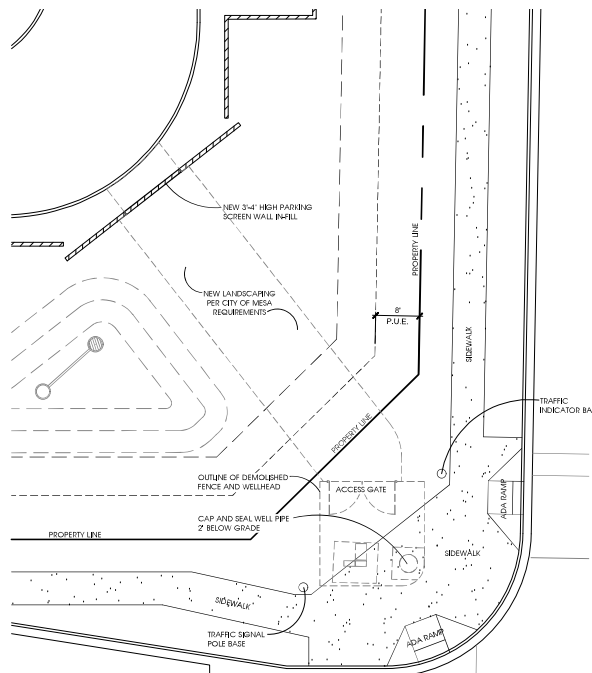 NEW 3'-4" HIGH PARKING
SCREEN WALL IN-FILL
PROPERTY LINE
NEW LANDSCAPING
PER CITY OF MESA
REQUIREMENTS
8'
P.U.E.
SIDEWALK
TRAFFIC
INDICATOR BA
PROPERTY LINE
OUTLINE OF DEMOLISHED
FENCE AND WELLHEAD
ACCESS GATE
ADA RAMP
CAP AND SEAL WELL PIPE
2' BELOW GRADE
PROPERTY LINE
SIDEWALK
SIDEWALK
TRAFFIC SIGNAL
POLE BASE
ADA RAMP